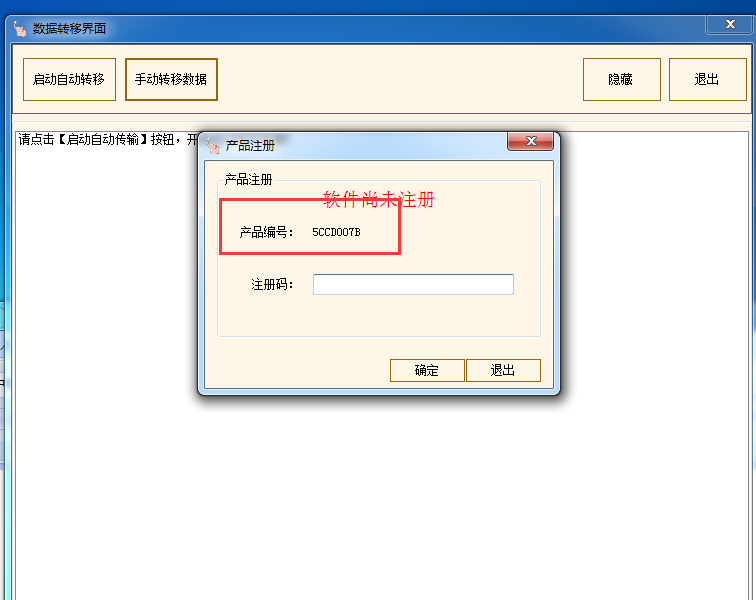 数据转移界面
启动自动转移 手动转移数据 隐藏 退出
请点击【启动自动传输】按钮，开
产品注册
产品注册
软件尚未注册
产品编号： 5CCD007B
注册码：
确定 退出